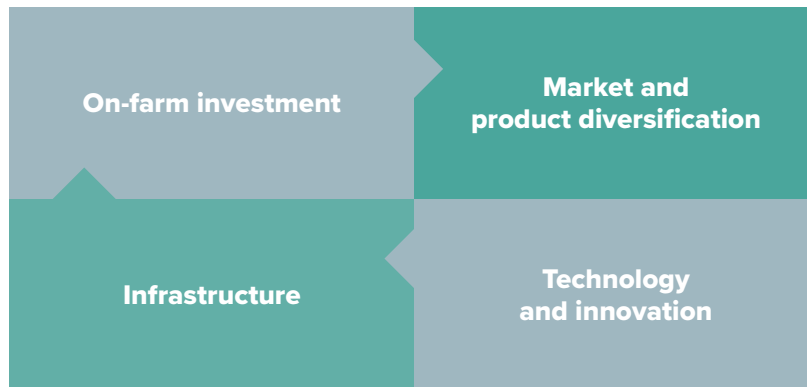 On-farm investment
Market and
product diversification
Infrastructure
Technology
and innovation